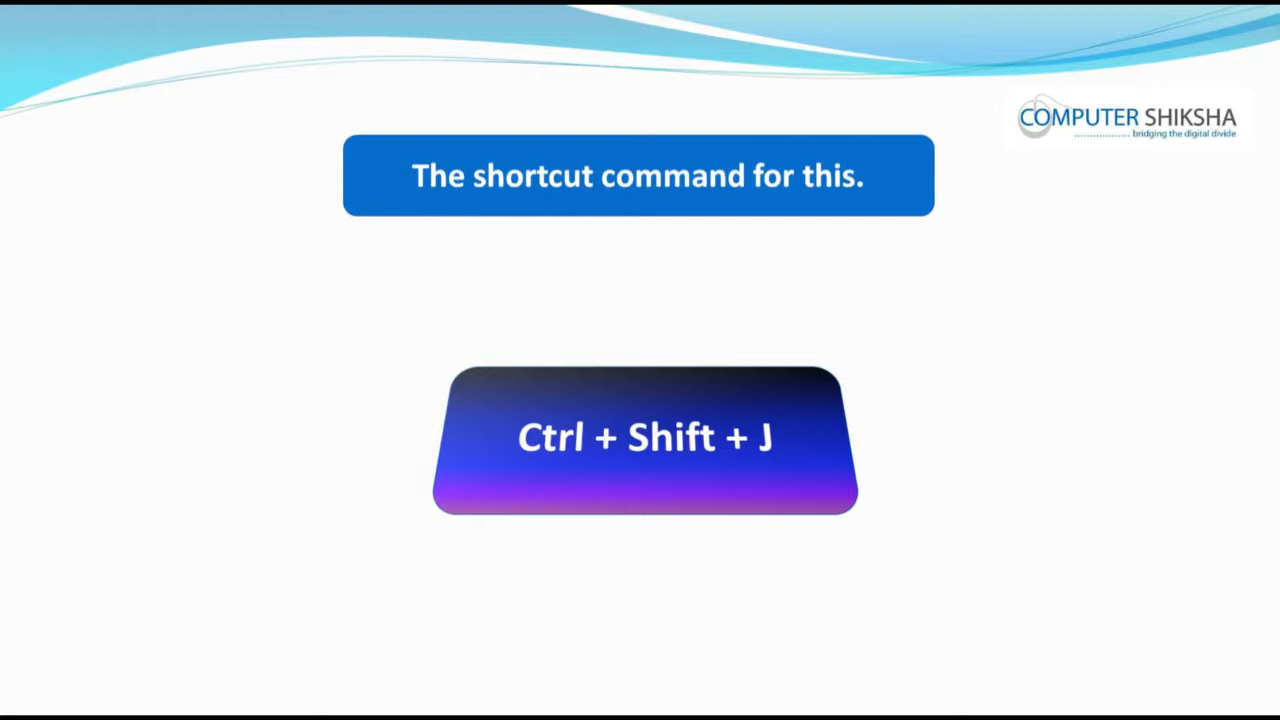 COMPUTER SHIKSHA
bridging the digital divide
The shortcut command for this.
Ctrl + Shift + J